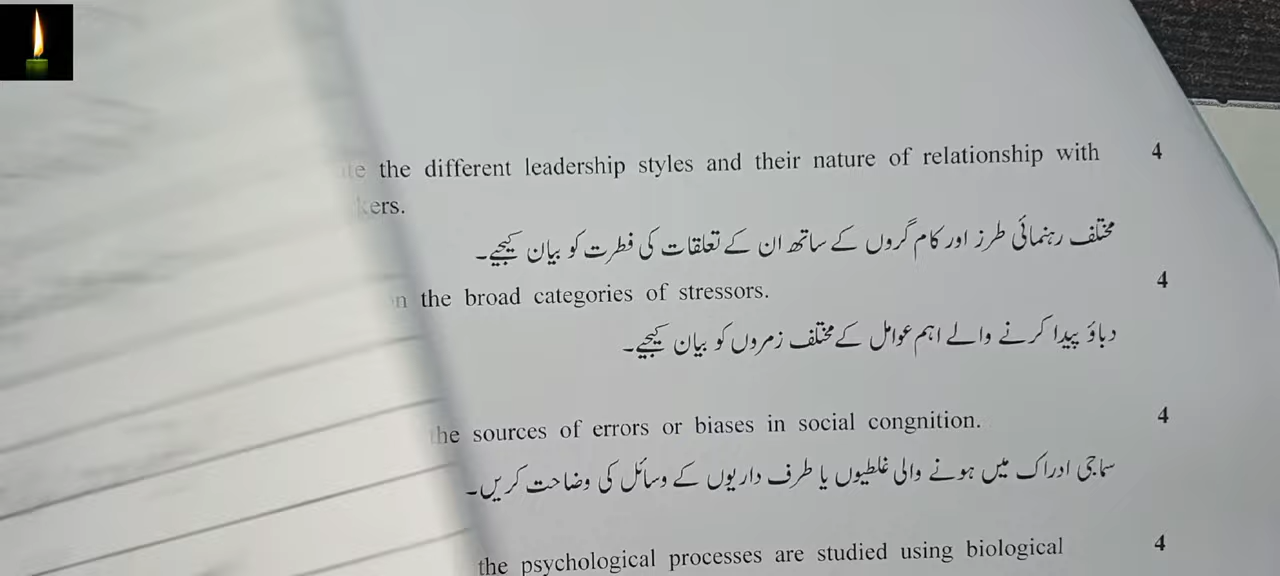 the different leadership styles and their nature of relationship with 4
kers.
مختلف رہنمائی طرز اور کام گروں کے ساتھ ان کے تعلقات کی فطرت کو بیان کیجیے۔
the broad categories of stressors. 4
دباؤ پیدا کرنے والے اہم عوامل کے مختلف زمروں کو بیان کیجیے۔
the sources of errors or biases in social congnition. 4
سماجی ادراک میں ہونے والی غلطیوں یا طرف داریوں کے وسائل کی وضاحت کریں۔
the psychological processes are studied using biological 4